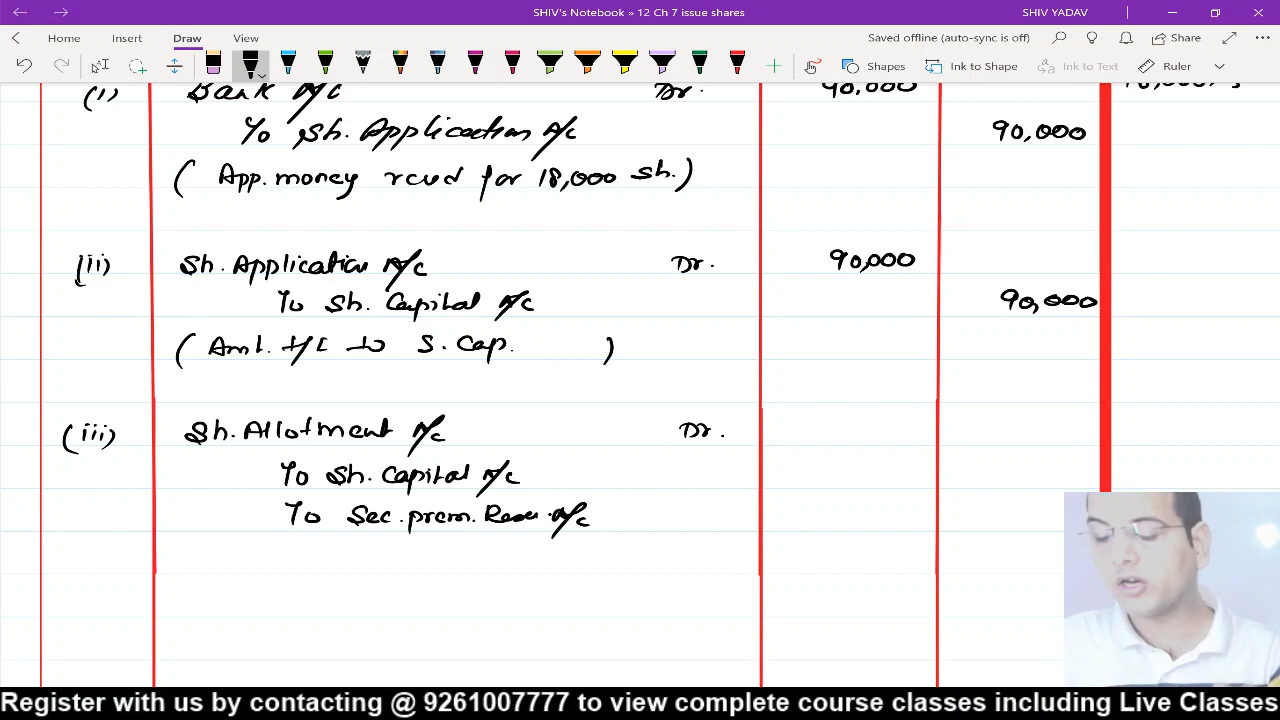 SHIV's Notebook » 12 Ch 7 issue shares
SHIV YADAV
Home Insert Draw View
Saved offline (auto-sync is off)
Share
Shapes Ink to Shape Ink to Text Ruler
(i) Bank A/c Dr. 90,000
To Sh. Application A/c 90,000
( App. money rcvd for 18,000 sh. )
(ii) Sh. Application A/c Dr. 90,000
To Sh. Capital A/c 90,000
( Amt. t/f to S. Cap. )
(iii) Sh. Allotment A/c Dr.
To Sh. Capital A/c
To Sec. prem. A/c
Register with us by contacting @ 9261007777 to view complete course classes including Live Classes